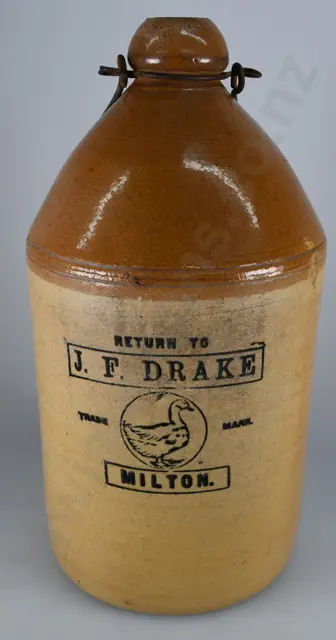 RETURN TO
J. F. DRAKE
TRADE MARK.
MILTON.